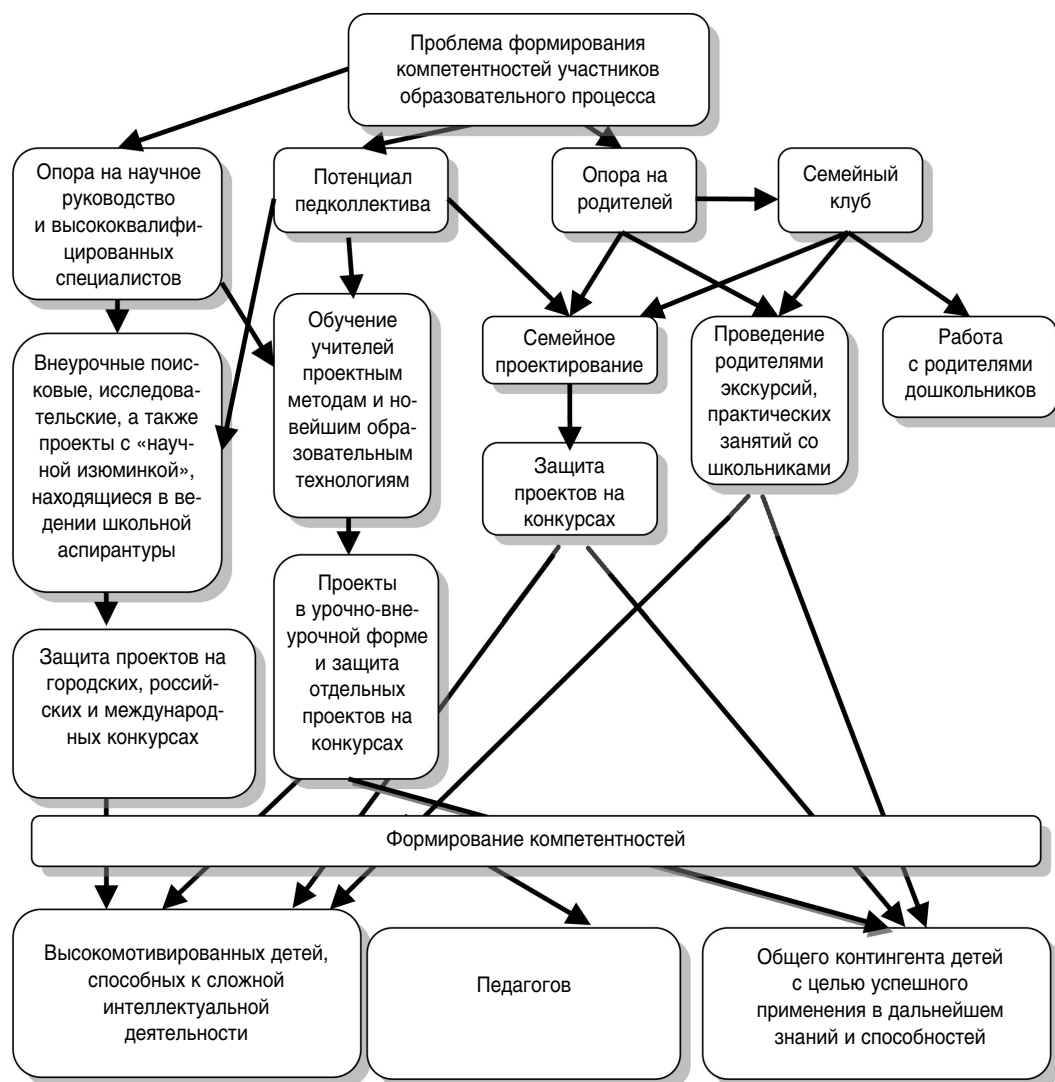 Проблема формирования
компетентностей участников
образовательного процесса
Опора на научное
руководство
и высококвалифи-
цированных
специалистов
Потенциал
педколлектива
Опора на
родителей
Семейный
клуб
Внеурочные поис-
ковые, исследова-
тельские, а также
проекты с «науч-
ной изюминкой»,
находящиеся в ве-
дении школьной
аспирантуры
Обучение
учителей
проектным
методам и но-
вейшим обра-
зовательным
технологиям
Семейное
проектирование
Проведение
родителями
экскурсий,
практических
занятий со
школьниками
Работа
с родителями
дошкольников
Защита
проектов на
конкурсах
Проекты
в урочно-вне-
урочной форме
и защита
отдельных
проектов на
конкурсах
Защита проектов на
городских, россий-
ских и международ-
ных конкурсах
Формирование компетентностей
Высокомотивированных детей,
способных к сложной
интеллектуальной
деятельности
Педагогов
Общего контингента детей
с целью успешного
применения в дальнейшем
знаний и способностей